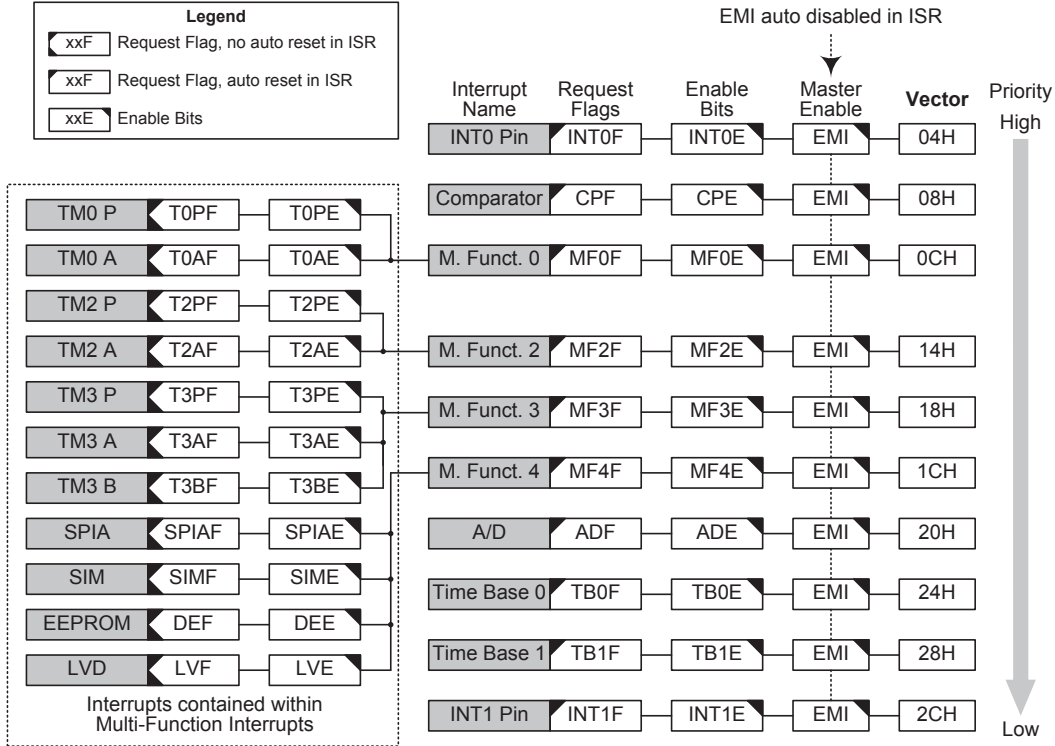 Legend
xxF Request Flag, no auto reset in ISR
xxF Request Flag, auto reset in ISR
xxE Enable Bits
EMI auto disabled in ISR
Interrupt Name Request Flags Enable Bits Master Enable Vector Priority
High
INT0 Pin INT0F INT0E EMI 04H
Comparator CPF CPE EMI 08H
M. Funct. 0 MF0F MF0E EMI 0CH
M. Funct. 2 MF2F MF2E EMI 14H
M. Funct. 3 MF3F MF3E EMI 18H
M. Funct. 4 MF4F MF4E EMI 1CH
A/D ADF ADE EMI 20H
Time Base 0 TB0F TB0E EMI 24H
Time Base 1 TB1F TB1E EMI 28H
INT1 Pin INT1F INT1E EMI 2CH
Low
TM0 P T0PF T0PE
TM0 A T0AF T0AE
TM2 P T2PF T2PE
TM2 A T2AF T2AE
TM3 P T3PF T3PE
TM3 A T3AF T3AE
TM3 B T3BF T3BE
SPIA SPIAF SPIAE
SIM SIMF SIME
EEPROM DEF DEE
LVD LVF LVE
Interrupts contained within
Multi-Function Interrupts